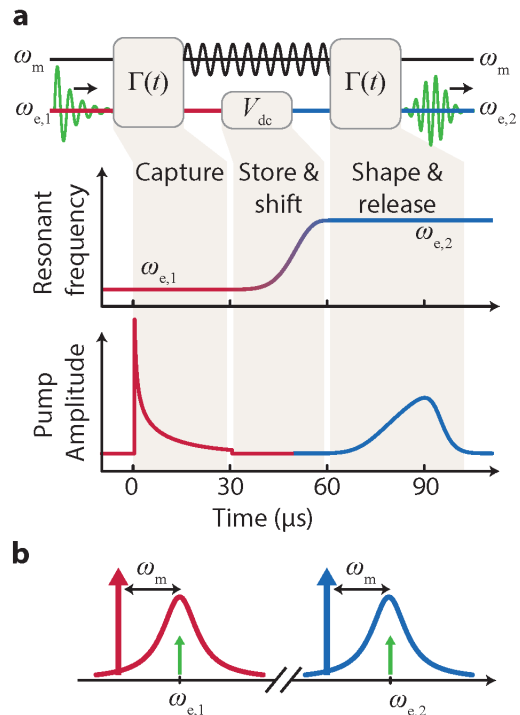 a
ωm Γ(t) Γ(t) ωm
ωe,1 Vdc ωe,2
Capture Store & shift Shape & release
Resonant frequency
ωe,1 ωe,2
Pump Amplitude
0 30 60 90
Time (μs)
b
ωm ωm
ωe,1 ωe,2